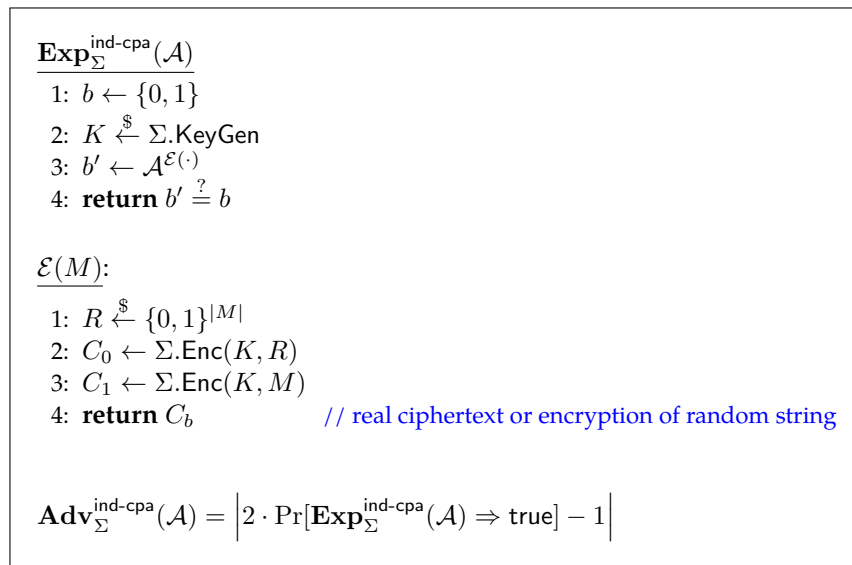 Exp_Σ^{ind-cpa}(𝒜)
1: b ← {0, 1}
2: K ←$ Σ.KeyGen
3: b′ ← 𝒜^{ℰ(·)}
4: return b′ ≟ b
ℰ(M):
1: R ←$ {0, 1}^{|M|}
2: C_0 ← Σ.Enc(K, R)
3: C_1 ← Σ.Enc(K, M)
4: return C_b // real ciphertext or encryption of random string
Adv_Σ^{ind-cpa}(𝒜) = |2 · Pr[Exp_Σ^{ind-cpa}(𝒜) ⇒ true] − 1|